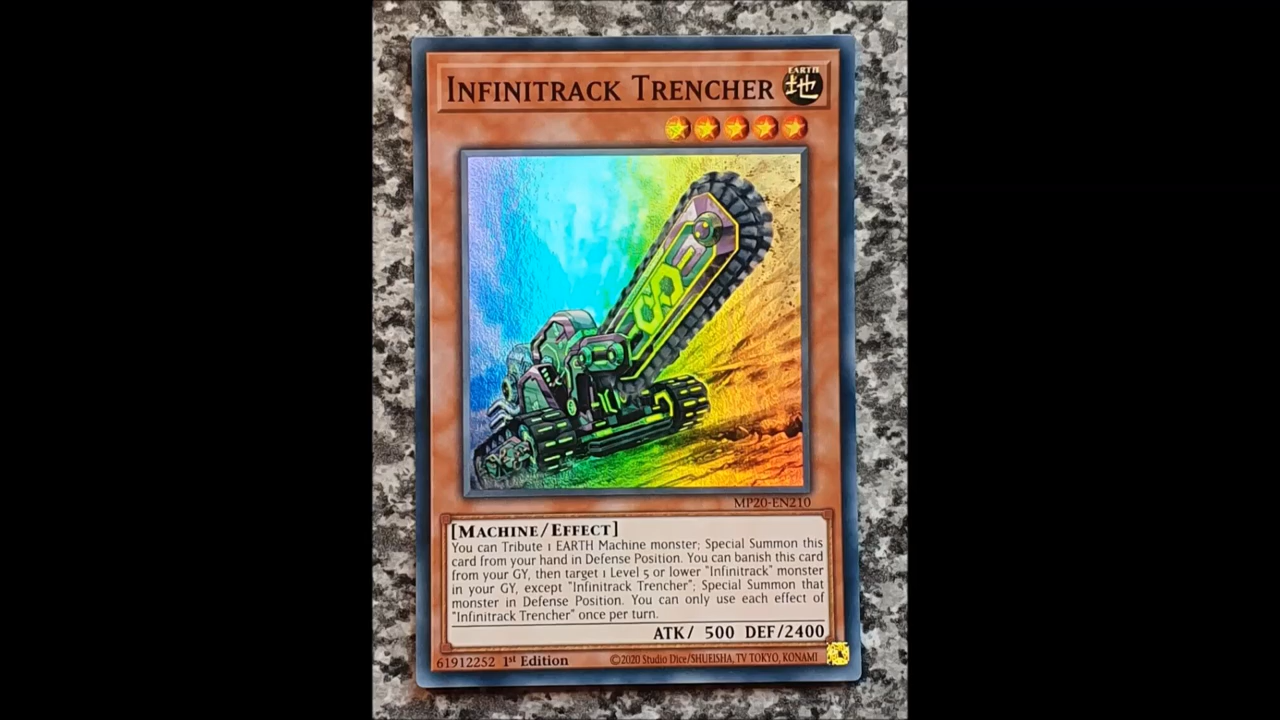 INFINITRACK TRENCHER
EARTH
地
MP20-EN210
[MACHINE/EFFECT]
You can Tribute 1 EARTH Machine monster; Special Summon this
card from your hand in Defense Position. You can banish this card
from your GY, then target 1 Level 5 or lower "Infinitrack" monster
in your GY, except "Infinitrack Trencher"; Special Summon that
monster in Defense Position. You can only use each effect of
"Infinitrack Trencher" once per turn.
ATK/ 500 DEF/2400
61912252 1st Edition ©2020 Studio Dice/SHUEISHA, TV TOKYO, KONAMI